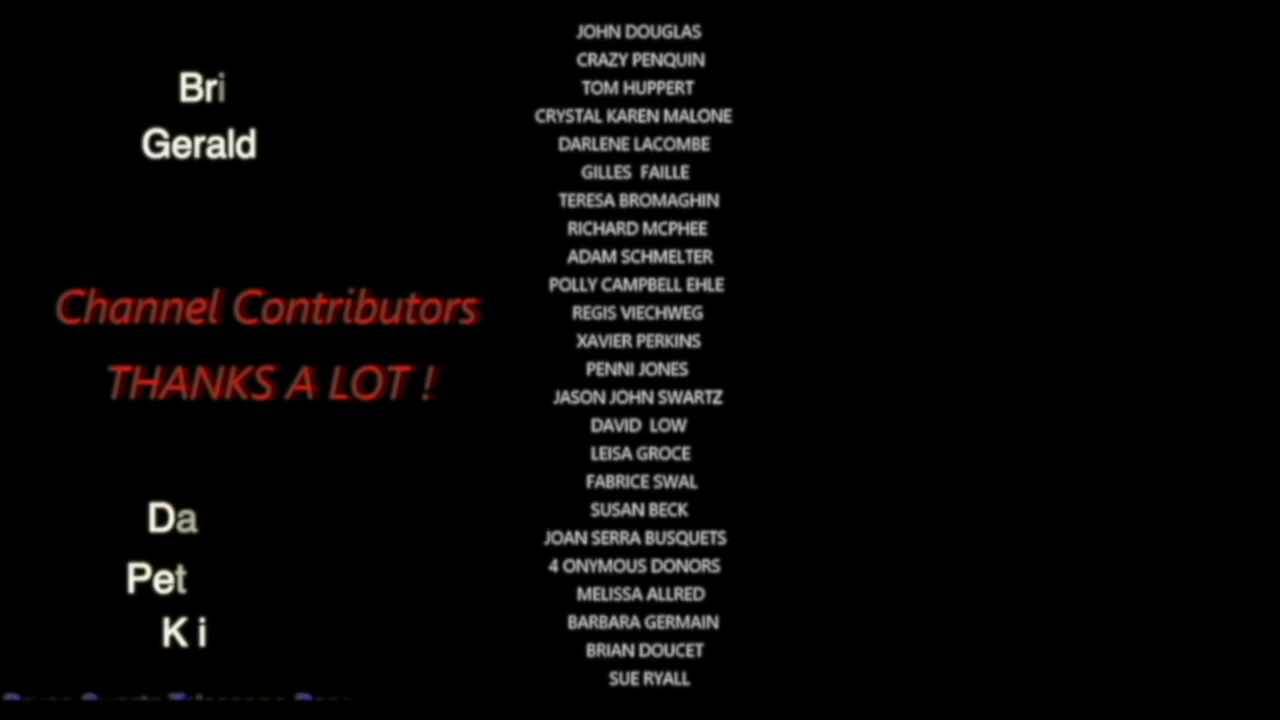 Bri
Gerald
Channel Contributors
THANKS A LOT !
Da
Pet
K i
JOHN DOUGLAS
CRAZY PENQUIN
TOM HUPPERT
CRYSTAL KAREN MALONE
DARLENE LACOMBE
GILLES FAILLE
TERESA BROMAGHIN
RICHARD MCPHEE
ADAM SCHMELTER
POLLY CAMPBELL EHLE
REGIS VIECHWEG
XAVIER PERKINS
PENNI JONES
JASON JOHN SWARTZ
DAVID LOW
LEISA GROCE
FABRICE SWAL
SUSAN BECK
JOAN SERRA BUSQUETS
4 ONYMOUS DONORS
MELISSA ALLRED
BARBARA GERMAIN
BRIAN DOUCET
SUE RYALL